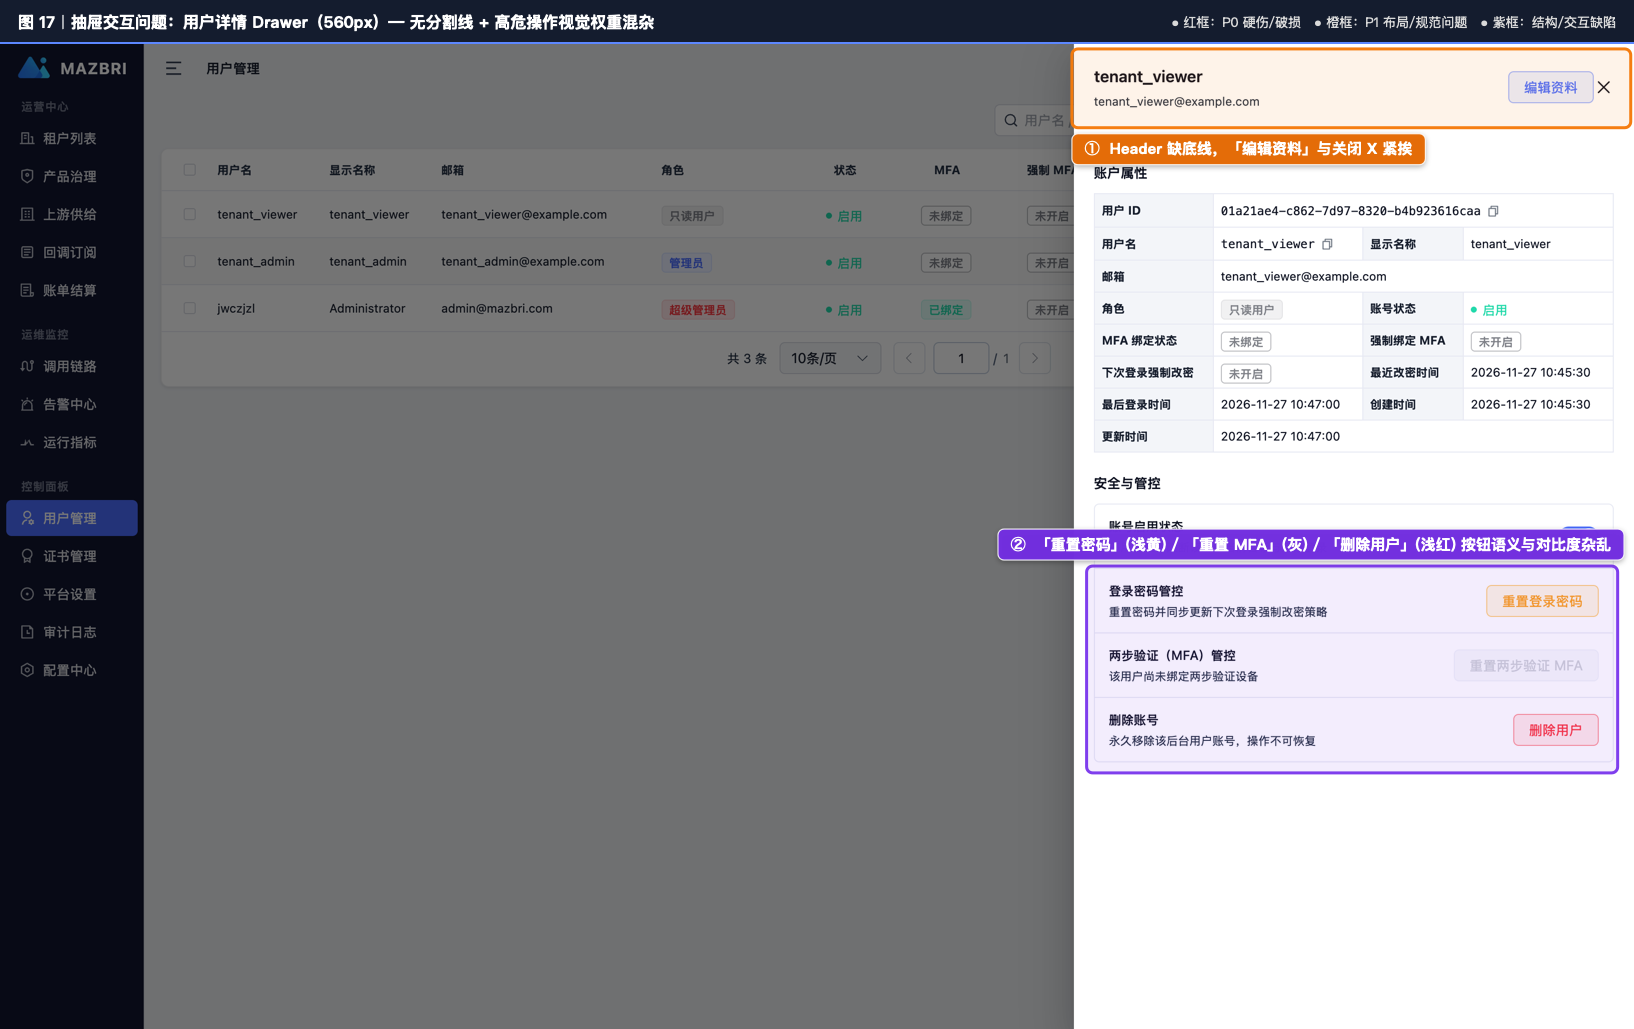 图 17｜抽屉交互问题：用户详情 Drawer（560px）— 无分割线 + 高危操作视觉权重混杂
● 红框：P0 硬伤/破损 ● 橙框：P1 布局/规范问题 ● 紫框：结构/交互缺陷
MAZBRI
运营中心
租户列表
产品治理
上游供给
回调订阅
账单结算
运维监控
调用链路
告警中心
运行指标
控制面板
用户管理
证书管理
平台设置
审计日志
配置中心
用户管理
用户名
用户名 显示名称 邮箱 角色 状态 MFA 强制 MFA
tenant_viewer tenant_viewer tenant_viewer@example.com 只读用户 启用 未绑定 未开启
tenant_admin tenant_admin tenant_admin@example.com 管理员 启用 未绑定 未开启
jwczjzl Administrator admin@mazbri.com 超级管理员 启用 已绑定 未开启
共 3 条 10条/页 1 / 1
tenant_viewer
tenant_viewer@example.com
编辑资料
① Header 缺底线，「编辑资料」与关闭 X 紧挨
账户属性
用户 ID 01a21ae4-c862-7d97-8320-b4b923616caa
用户名 tenant_viewer 显示名称 tenant_viewer
邮箱 tenant_viewer@example.com
角色 只读用户 账号状态 启用
MFA 绑定状态 未绑定 强制绑定 MFA 未开启
下次登录强制改密 未开启 最近改密时间 2026-11-27 10:45:30
最后登录时间 2026-11-27 10:47:00 创建时间 2026-11-27 10:45:30
更新时间 2026-11-27 10:47:00
安全与管控
账号启用状态
② 「重置密码」(浅黄) / 「重置 MFA」(灰) / 「删除用户」(浅红) 按钮语义与对比度杂乱
登录密码管控
重置密码并同步更新下次登录强制改密策略
重置登录密码
两步验证（MFA）管控
该用户尚未绑定两步验证设备
重置两步验证 MFA
删除账号
永久移除该后台用户账号，操作不可恢复
删除用户